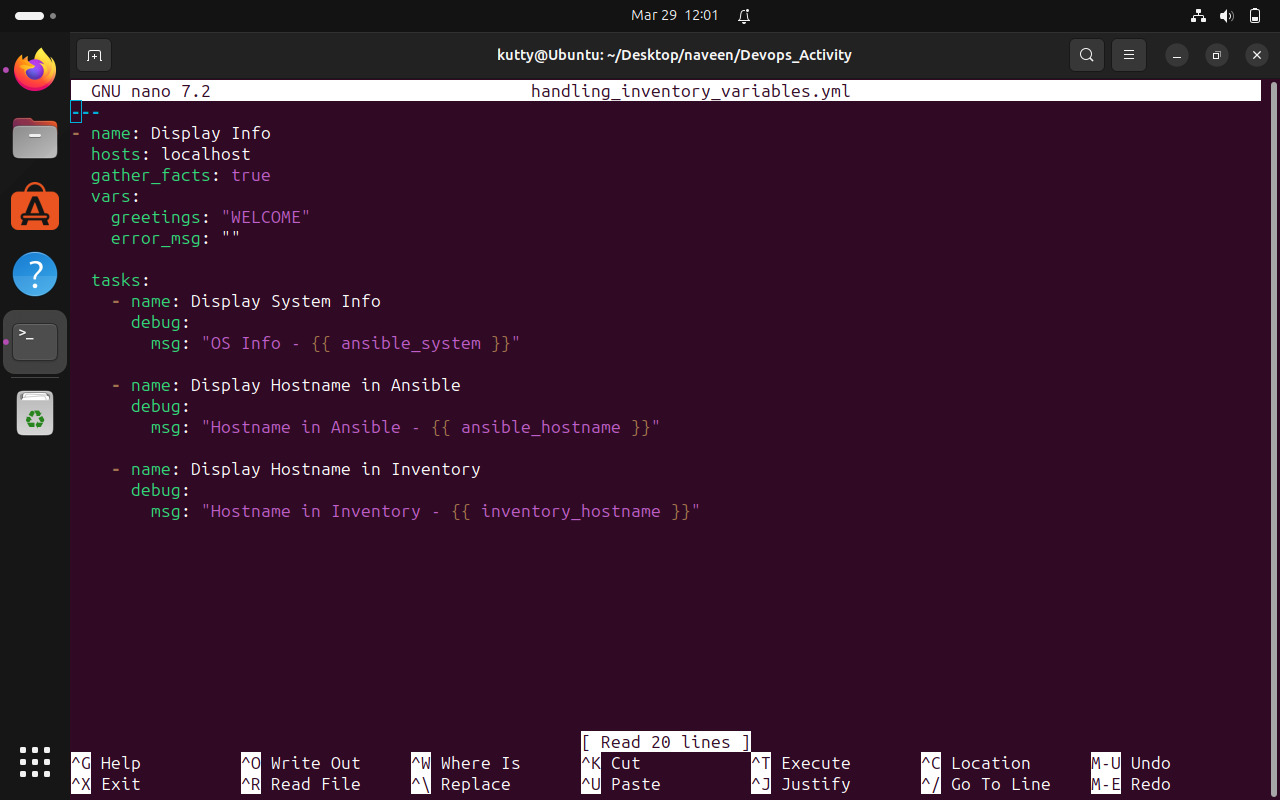 Mar 29 12:01
kutty@Ubuntu: ~/Desktop/naveen/Devops_Activity
GNU nano 7.2 handling_inventory_variables.yml
---
- name: Display Info
  hosts: localhost
  gather_facts: true
  vars:
    greetings: "WELCOME"
    error_msg: ""

  tasks:
    - name: Display System Info
      debug:
        msg: "OS Info - {{ ansible_system }}"

    - name: Display Hostname in Ansible
      debug:
        msg: "Hostname in Ansible - {{ ansible_hostname }}"

    - name: Display Hostname in Inventory
      debug:
        msg: "Hostname in Inventory - {{ inventory_hostname }}"

[ Read 20 lines ]
^G Help ^O Write Out ^W Where Is ^K Cut ^T Execute ^C Location M-U Undo
^X Exit ^R Read File ^\ Replace ^U Paste ^J Justify ^/ Go To Line M-E Redo